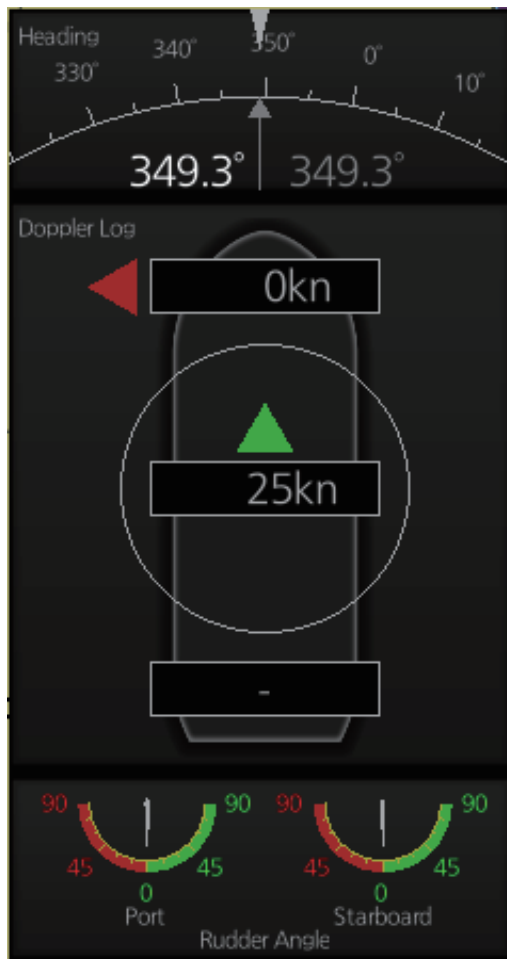 Heading
330° 340° 350° 0° 10°
349.3° 349.3°
Doppler Log
0kn
25kn
-
90 90 90 90
45 45 45 45
0 0
Port Starboard
Rudder Angle